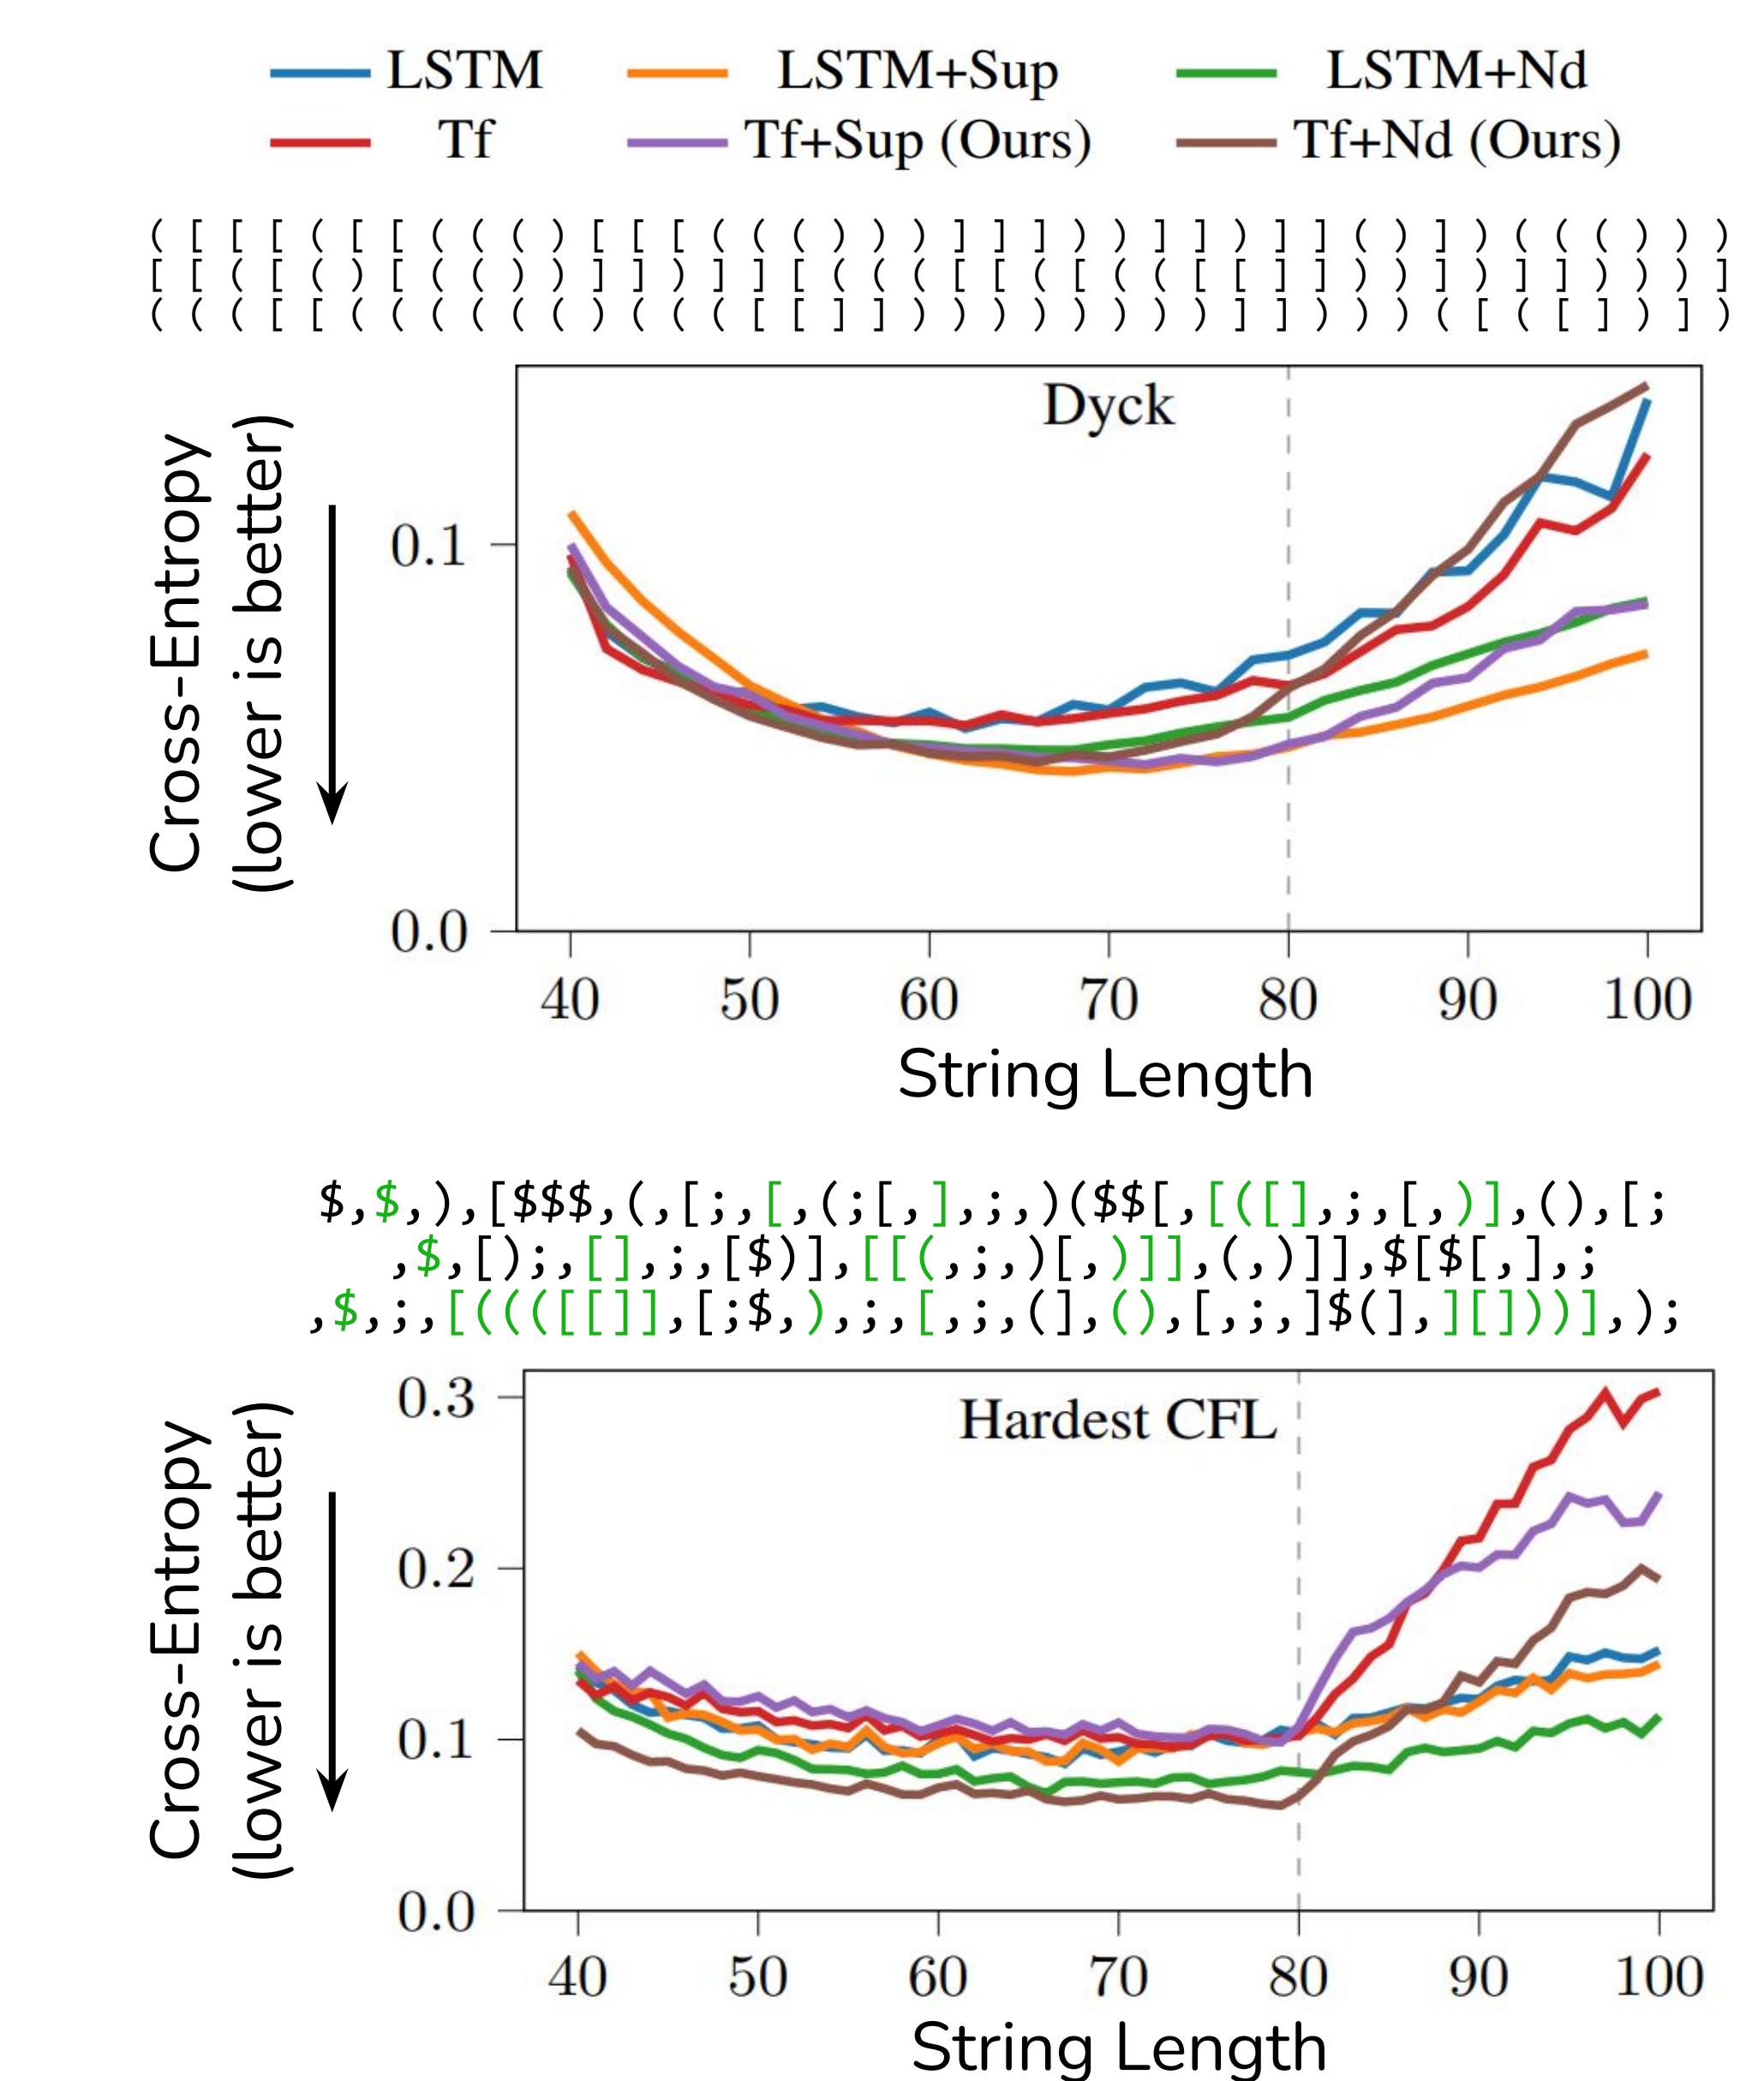 LSTM LSTM+Sup LSTM+Nd
Tf Tf+Sup (Ours) Tf+Nd (Ours)
( [ [ [ ( [ [ ( ( ( ) [ [ [ ( ( ( ) ) ) ] ] ] ) ) ] ] ) ] ] ( ) ] ) ( ( ( ) ) )
[ [ ( [ ( ) [ ( ( ) ) ] ] ) ] ] [ ( ( ( [ [ ( [ ( ( [ [ ] ] ) ) ] ) ] ] ) ) ) ]
( ( ( [ [ ( ( ( ( ( ( ) ( ( ( [ [ ] ] ) ) ) ) ) ) ) ) ] ] ) ) ) ( [ ( [ ] ) ] )
Dyck
Cross-Entropy
(lower is better)
0.1
0.0
40 50 60 70 80 90 100
String Length
$,$,),[$$$,(,[;,[,(;[,],;,)($$[,[([],;,[,)],(),[;
,$,[);,[],;,[$)],[[(,;,)[,)]],(,)]],$[$[,],;
,$,;,[((([[]],[;$,),;,[,;,(],(),[,;,]$(],][]))],);
Hardest CFL
Cross-Entropy
(lower is better)
0.3
0.2
0.1
0.0
40 50 60 70 80 90 100
String Length